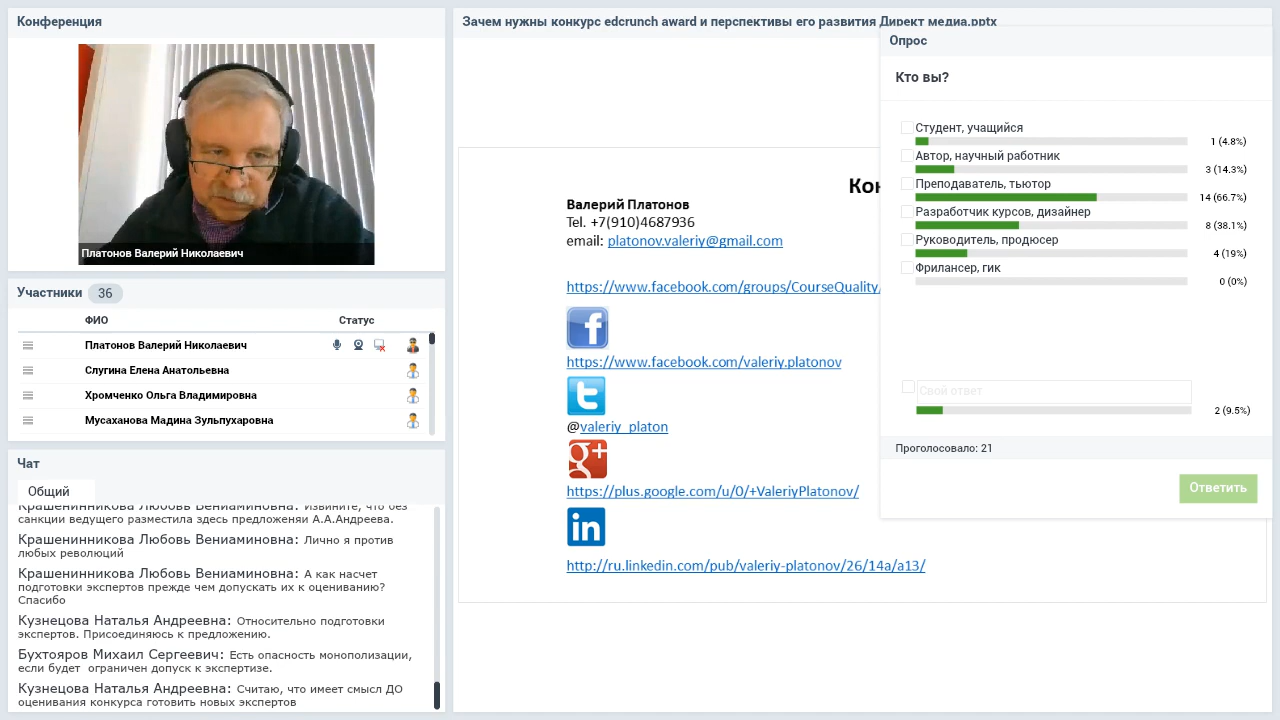 Конференция
Платонов Валерий Николаевич
Участники 36
ФИО Статус
Платонов Валерий Николаевич
Слугина Елена Анатольевна
Хромченко Ольга Владимировна
Мусаханова Мадина Зульпухаровна
Чат
Общий
Крашенинникова Любовь Вениаминовна: Извините, что без
санкции ведущего разместила здесь предложеняи А.А.Андреева.
Крашенинникова Любовь Вениаминовна: Лично я против
любых революций
Крашенинникова Любовь Вениаминовна: А как насчет
подготовки экспертов прежде чем допускать их к оцениванию?
Спасибо
Кузнецова Наталья Андреевна: Относительно подготовки
экспертов. Присоединяюсь к предложению.
Бухтояров Михаил Сергеевич: Есть опасность монополизации,
если будет ограничен допуск к экспертизе.
Кузнецова Наталья Андреевна: Считаю, что имеет смысл ДО
оценивания конкурса готовить новых экспертов
Зачем нужны конкурс edcrunch award и перспективы его развития Директ медиа.pptx
Кон
Валерий Платонов
Tel. +7(910)4687936
email: platonov.valeriy@gmail.com
https://www.facebook.com/groups/CourseQuality/
f
https://www.facebook.com/valeriy.platonov
t
@valeriy_platon
g+
https://plus.google.com/u/0/+ValeriyPlatonov/
in
http://ru.linkedin.com/pub/valeriy-platonov/26/14a/a13/
Опрос
Кто вы?
Студент, учащийся
1 (4.8%)
Автор, научный работник
3 (14.3%)
Преподаватель, тьютор
14 (66.7%)
Разработчик курсов, дизайнер
8 (38.1%)
Руководитель, продюсер
4 (19%)
Фрилансер, гик
0 (0%)
Свой ответ
2 (9.5%)
Проголосовало: 21
Ответить